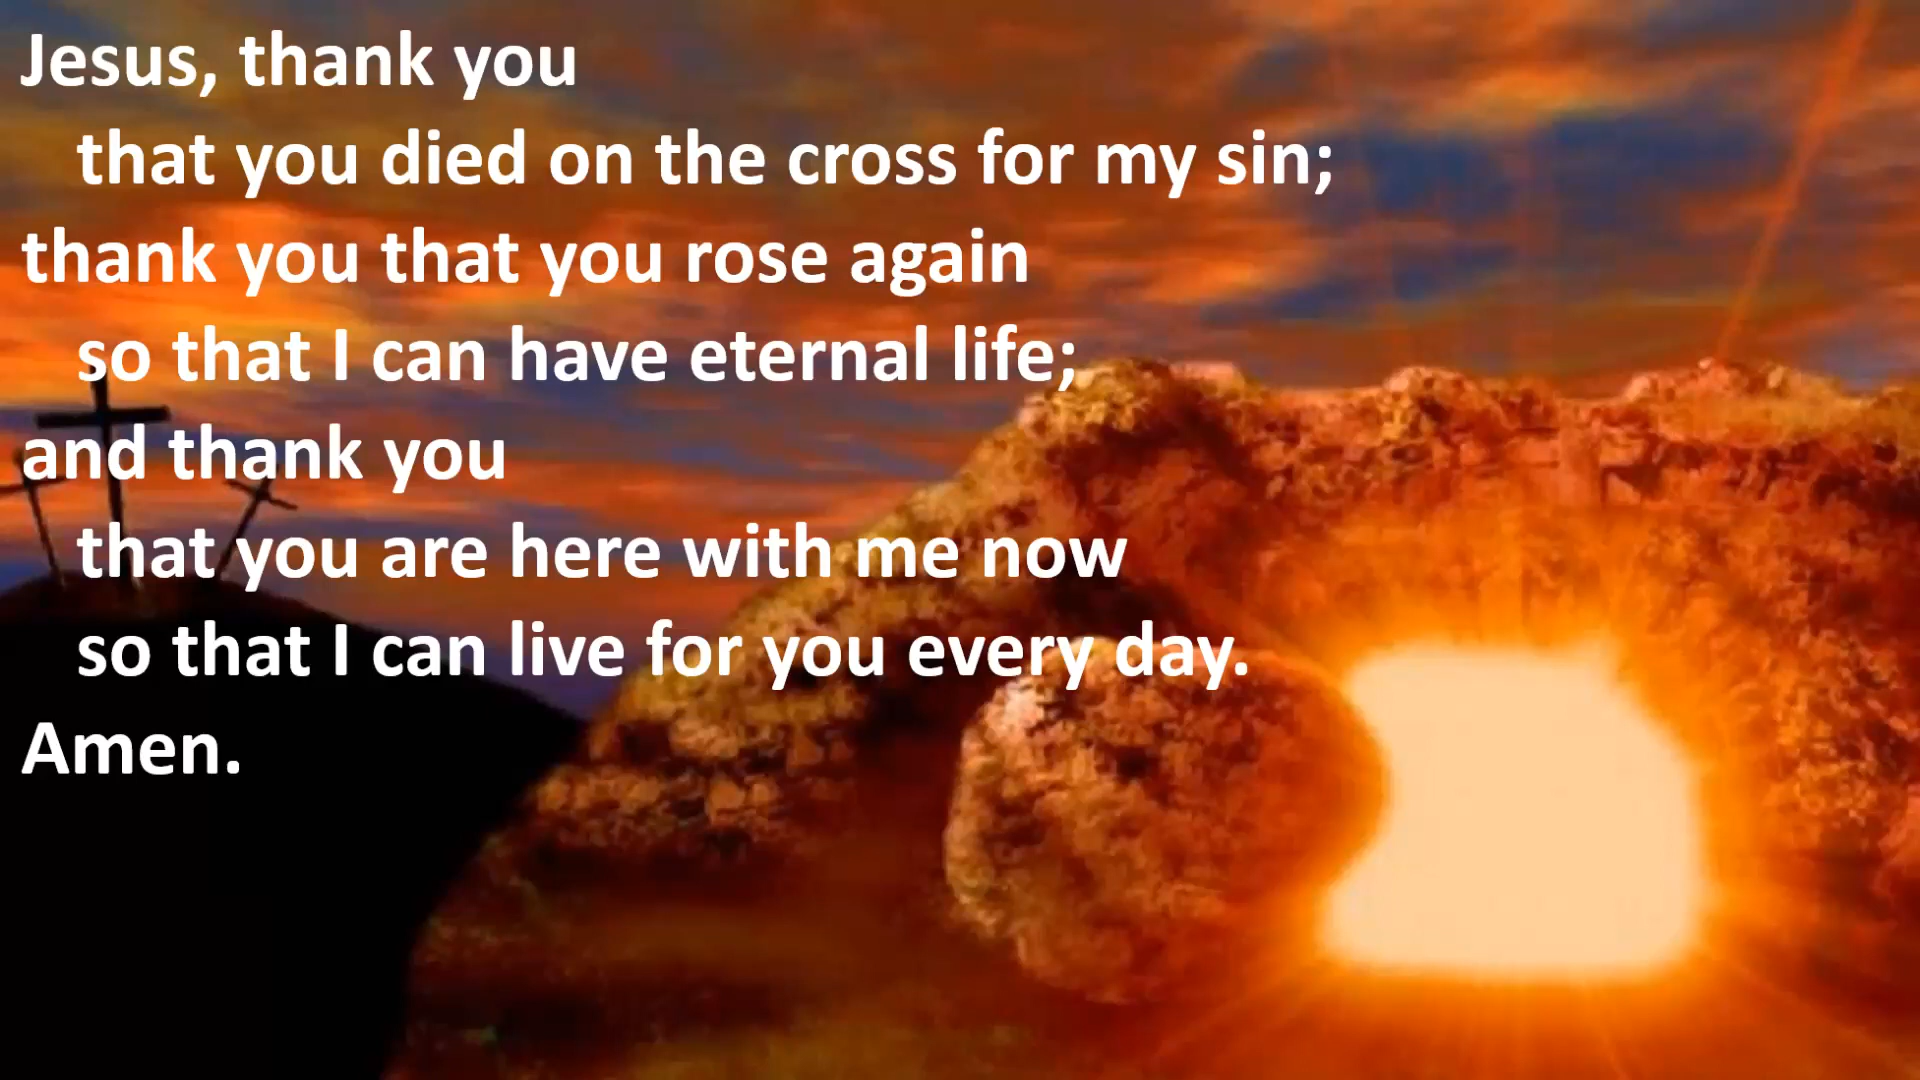 Jesus, thank you
that you died on the cross for my sin;
thank you that you rose again
so that I can have eternal life;
and thank you
that you are here with me now
so that I can live for you every day.
Amen.